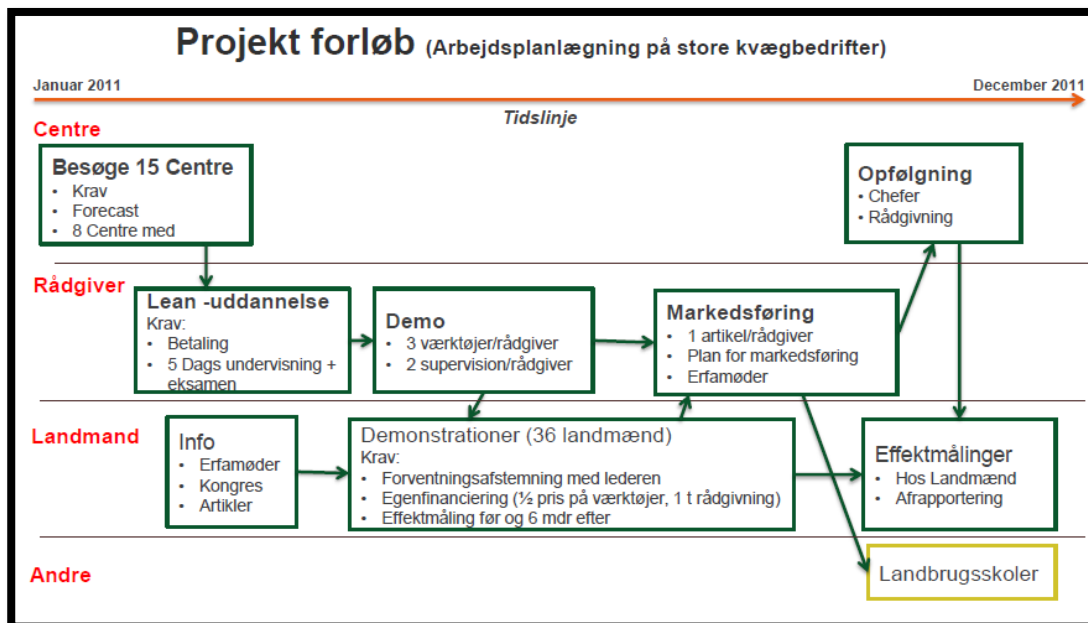 Projekt forløb (Arbejdsplanlægning på store kvægbedrifter)
Januar 2011
December 2011
Tidslinje
Centre
Besøge 15 Centre
• Krav
• Forecast
• 8 Centre med
Opfølgning
• Chefer
• Rådgivning
Rådgiver
Lean -uddannelse
Krav:
• Betaling
• 5 Dags undervisning +
eksamen
Demo
• 3 værktøjer/rådgiver
• 2 supervision/rådgiver
Markedsføring
• 1 artikel/rådgiver
• Plan for markedsføring
• Erfamøder
Landmand
Info
• Erfamøder
• Kongres
• Artikler
Demonstrationer (36 landmænd)
Krav:
• Forventningsafstemning med lederen
• Egenfinanciering (½ pris på værktøjer, 1 t rådgivning)
• Effektmåling før og 6 mdr efter
Effektmålinger
• Hos Landmænd
• Afrapportering
Andre
Landbrugsskoler